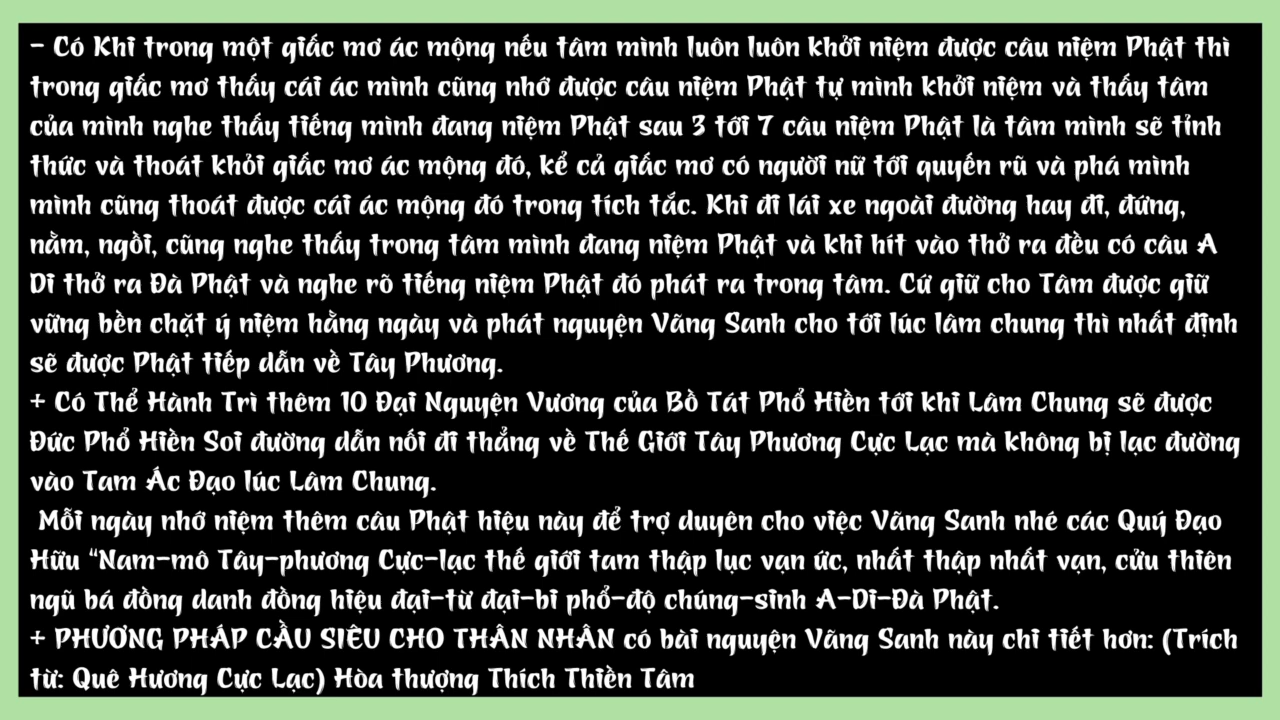 - Có Khi trong một giấc mơ ác mộng nếu tâm mình luôn luôn khởi niệm được câu niệm Phật thì
trong giấc mơ thấy cái ác mình cũng nhớ được câu niệm Phật tự mình khởi niệm và thấy tâm
của mình nghe thấy tiếng mình đang niệm Phật sau 3 tới 7 câu niệm Phật là tâm mình sẽ tỉnh
thức và thoát khỏi giấc mơ ác mộng đó, kể cả giấc mơ có người nữ tới quyến rũ và phá mình
mình cũng thoát được cái ác mộng đó trong tích tắc. Khi đi lái xe ngoài đường hay đi, đứng,
nằm, ngồi, cũng nghe thấy trong tâm mình đang niệm Phật và khi hít vào thở ra đều có câu A
Di thở ra Đà Phật và nghe rõ tiếng niệm Phật đó phát ra trong tâm. Cứ giữ cho Tâm được giữ
vững bền chặt ý niệm hằng ngày và phát nguyện Vãng Sanh cho tới lúc lâm chung thì nhất định
sẽ được Phật tiếp dẫn về Tây Phương.
+ Có Thể Hành Trì thêm 10 Đại Nguyện Vương của Bồ Tát Phổ Hiền tới khi Lâm Chung sẽ được
Đức Phổ Hiền Soi đường dẫn nối đi thẳng về Thế Giới Tây Phương Cực Lạc mà không bị lạc đường
vào Tam Ác Đạo lúc Lâm Chung.
Mỗi ngày nhớ niệm thêm câu Phật hiệu này để trợ duyên cho việc Vãng Sanh nhé các Quý Đạo
Hữu “Nam-mô Tây-phương Cực-lạc thế giới tam thập lục vạn ức, nhất thập nhất vạn, cửu thiên
ngũ bá đồng danh đồng hiệu đại-từ đại-bi phổ-độ chúng-sinh A-Di-Đà Phật.
+ PHƯƠNG PHÁP CẦU SIÊU CHO THÂN NHÂN có bài nguyện Vãng Sanh này chi tiết hơn: (Trích
từ: Quê Hương Cực Lạc) Hòa thượng Thích Thiền Tâm